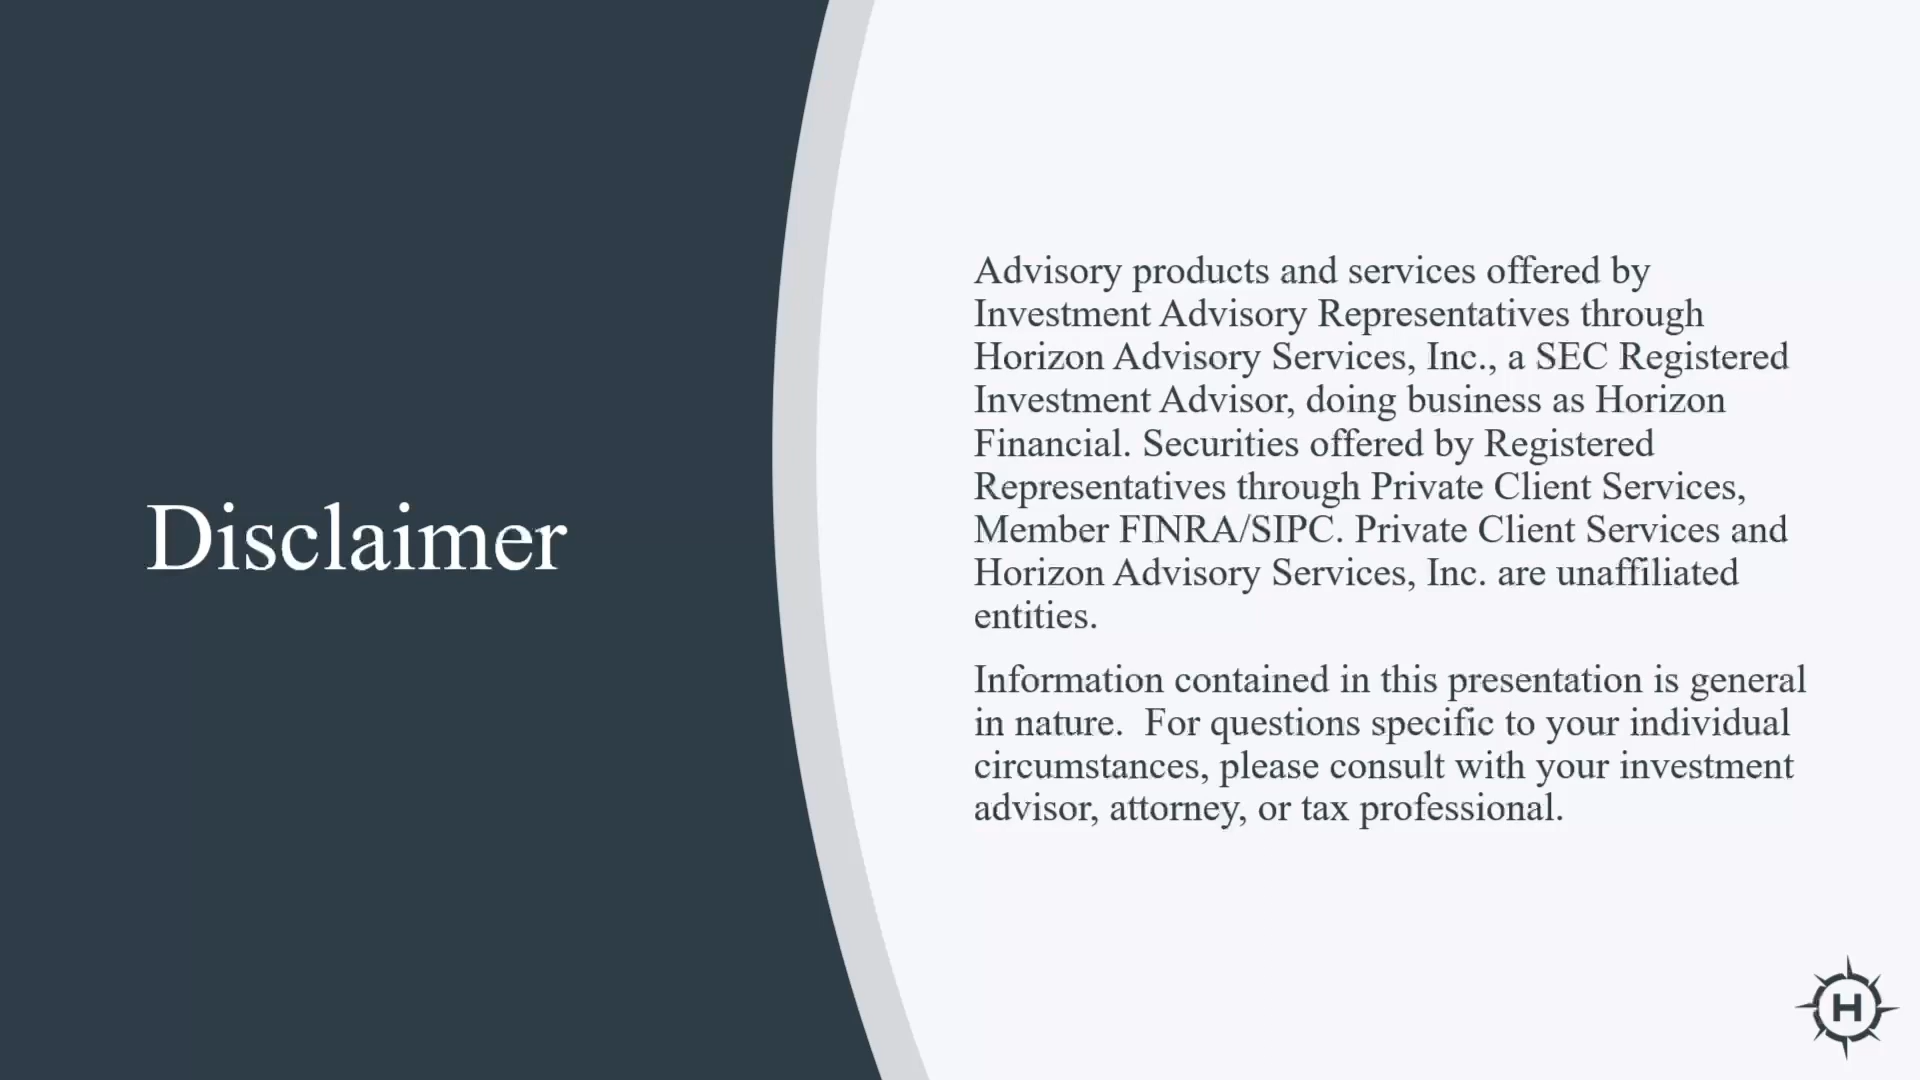 Disclaimer
Advisory products and services offered by
Investment Advisory Representatives through
Horizon Advisory Services, Inc., a SEC Registered
Investment Advisor, doing business as Horizon
Financial. Securities offered by Registered
Representatives through Private Client Services,
Member FINRA/SIPC. Private Client Services and
Horizon Advisory Services, Inc. are unaffiliated
entities.
Information contained in this presentation is general
in nature.  For questions specific to your individual
circumstances, please consult with your investment
advisor, attorney, or tax professional.
H